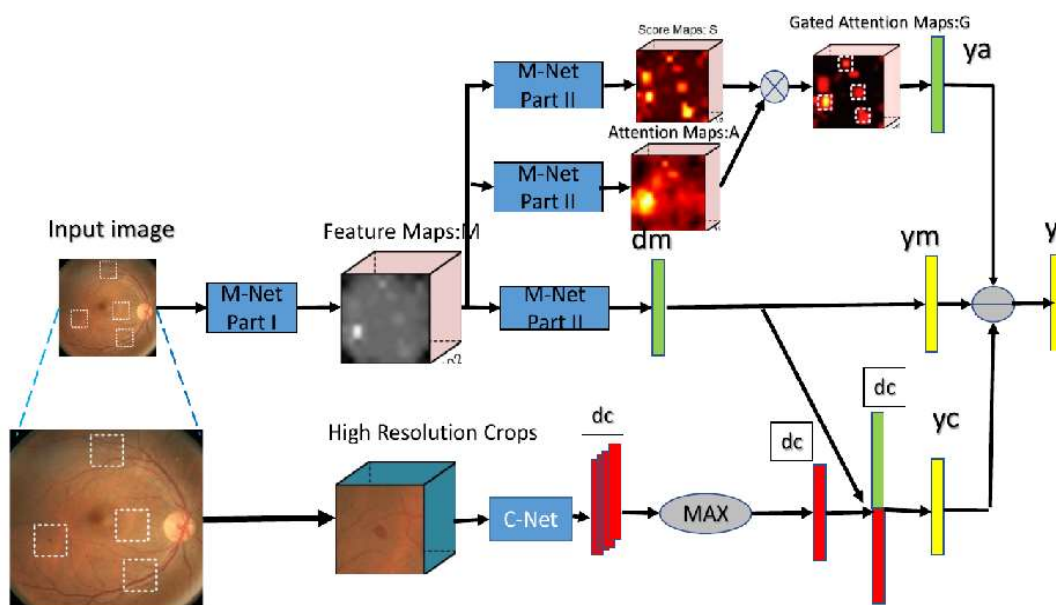 Score Maps: S
Gated Attention Maps:G
M-Net
Part II
ya
Attention Maps:A
M-Net
Part II
Input image
Feature Maps:M
dm
ym
y
M-Net
Part I
M-Net
Part II
dc
High Resolution Crops
dc
dc
yc
C-Net
MAX